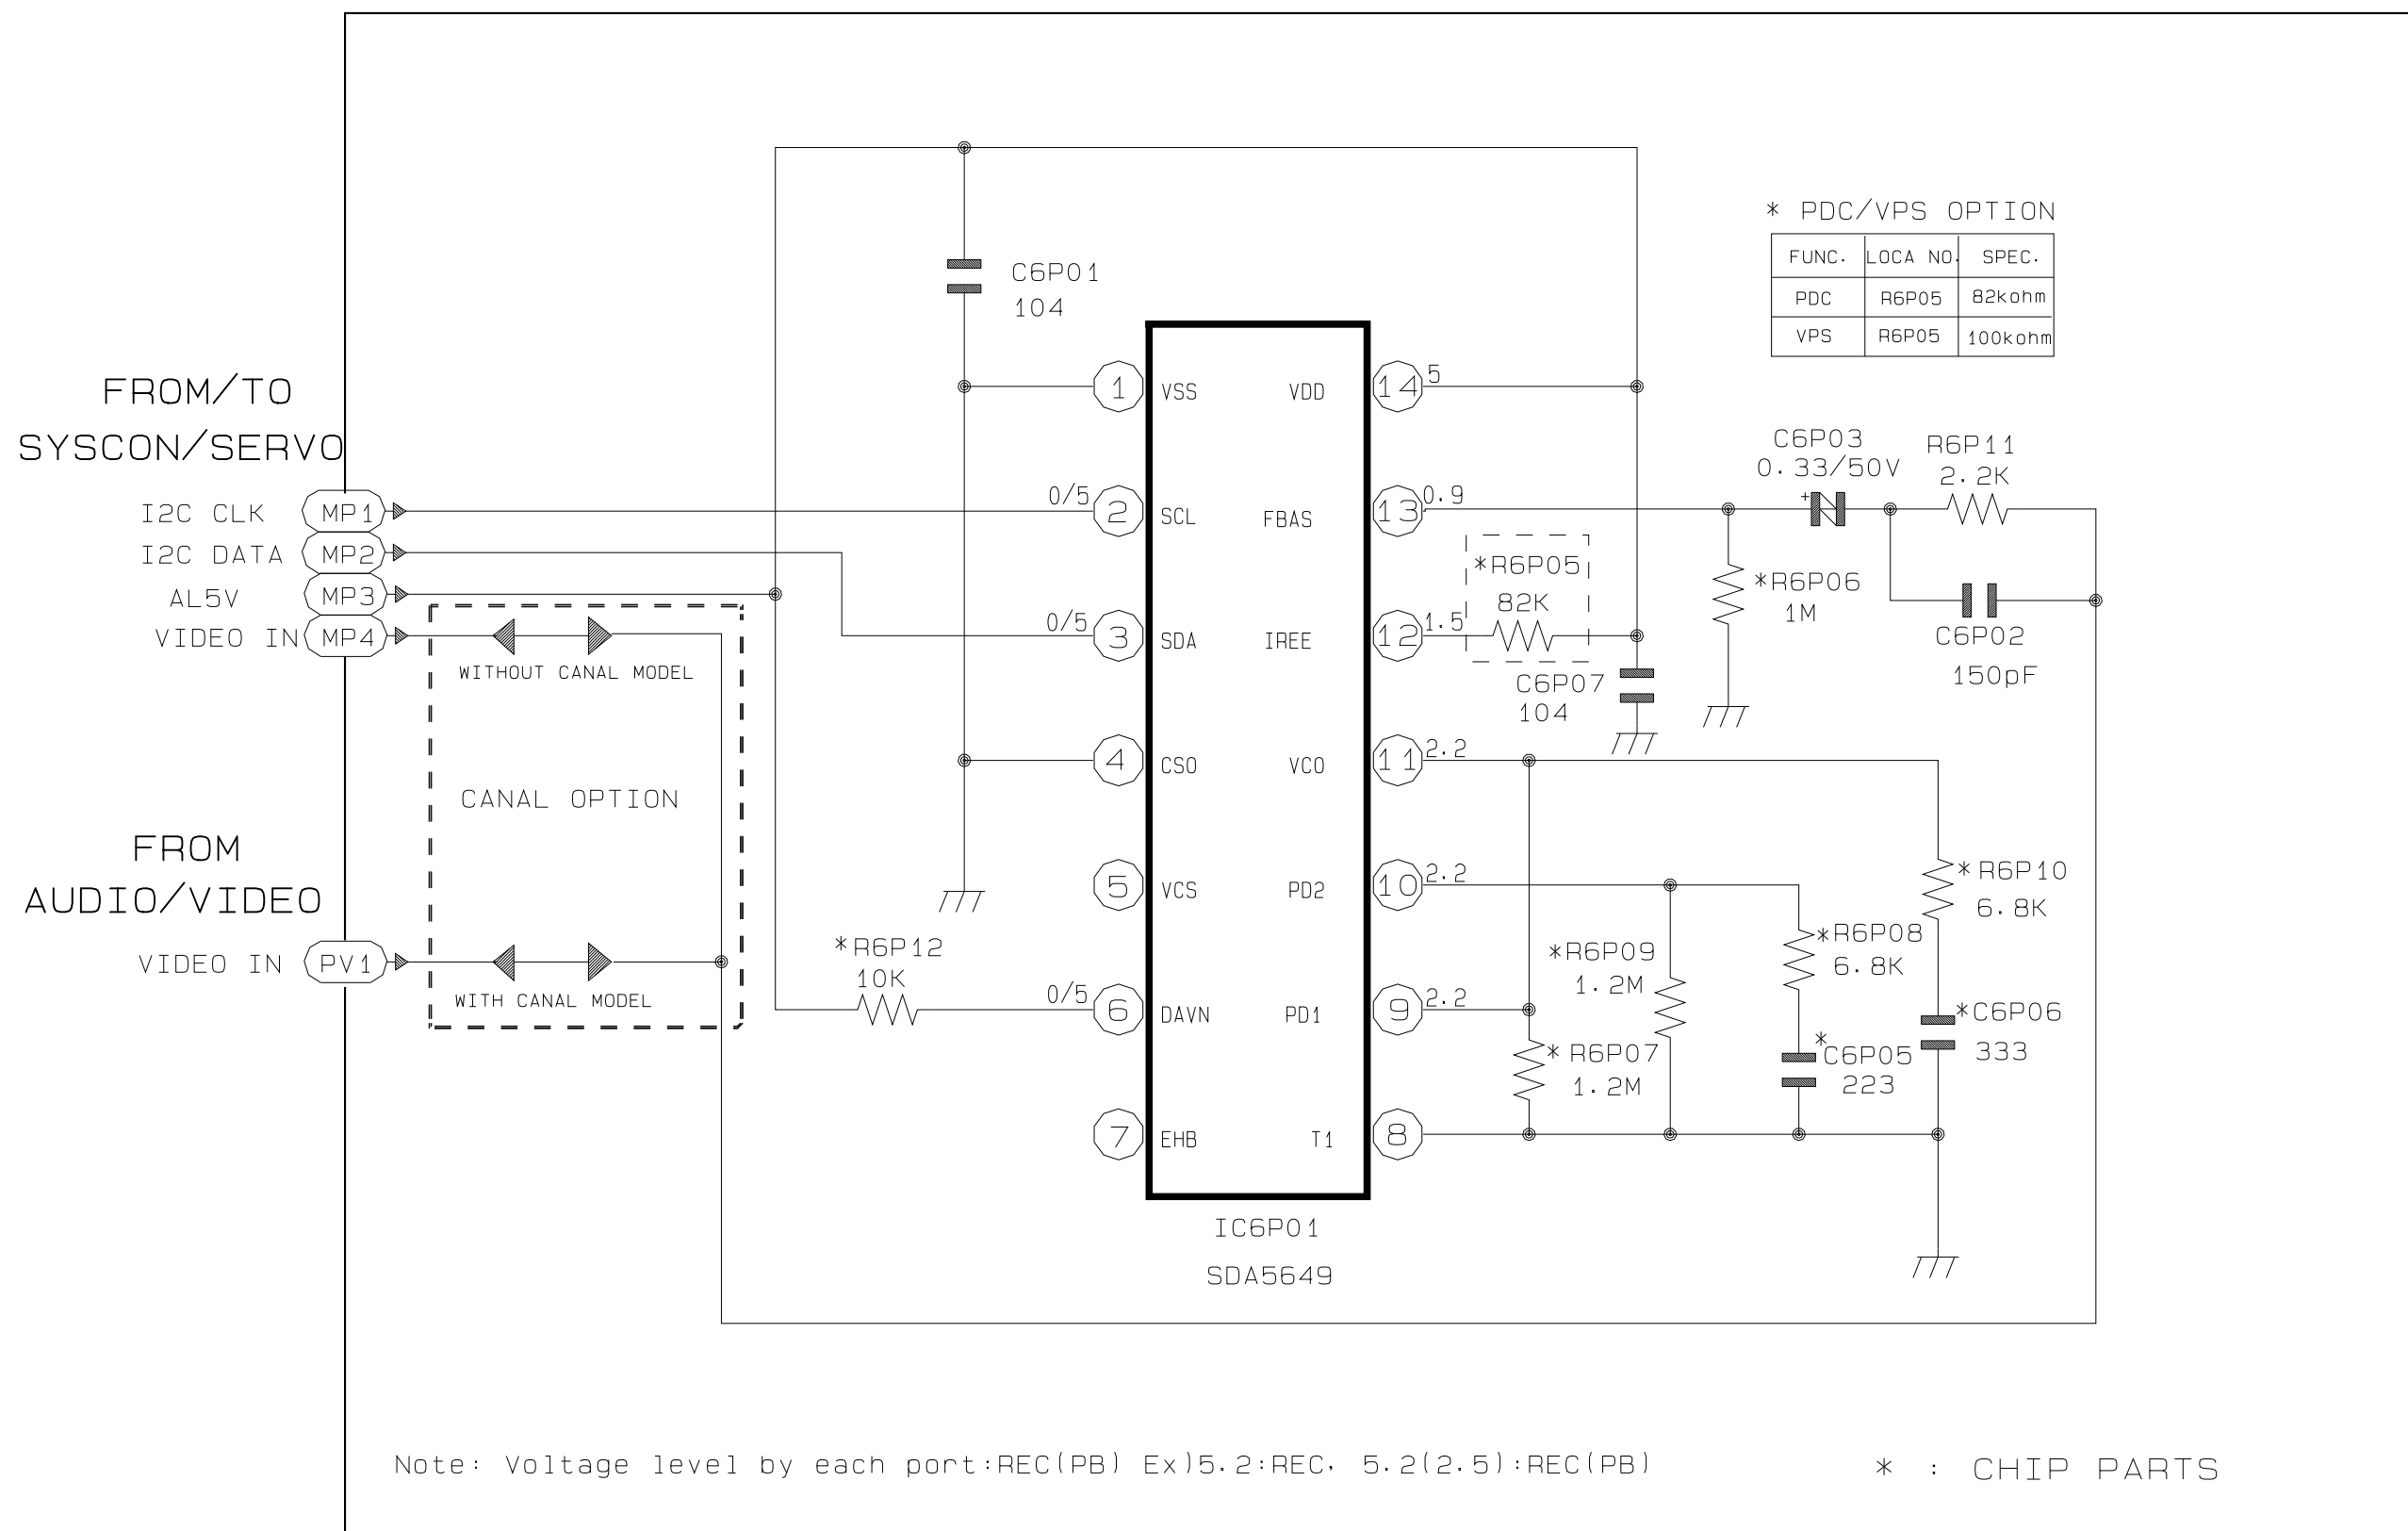 * PDC/VPS OPTION
FUNC. LOCA NO. SPEC.
PDC R6P05 82kohm
VPS R6P05 100kohm
C6P01
104
FROM/TO
SYSCON/SERVO
I2C CLK MP1
I2C DATA MP2
AL5V MP3
VIDEO IN MP4
WITHOUT CANAL MODEL
CANAL OPTION
FROM
AUDIO/VIDEO
VIDEO IN PV1
WITH CANAL MODEL
*R6P12
10K
1 VSS VDD 14 5
0/5 2 SCL FBAS 13 0.9
0/5 3 SDA IREE 12 1.5
4 CSO VCO 11 2.2
5 VCS PD2 10 2.2
0/5 6 DAVN PD1 9 2.2
7 EHB T1 8
IC6P01
SDA5649
C6P03
0.33/50V
R6P11
2.2K
*R6P05
82K
*R6P06
1M
C6P02
150pF
C6P07
104
*R6P10
6.8K
*R6P08
6.8K
*R6P09
1.2M
*C6P06
333
* R6P07
1.2M
*C6P05
223
Note: Voltage level by each port:REC(PB) Ex)5.2:REC, 5.2(2.5):REC(PB)
* : CHIP PARTS